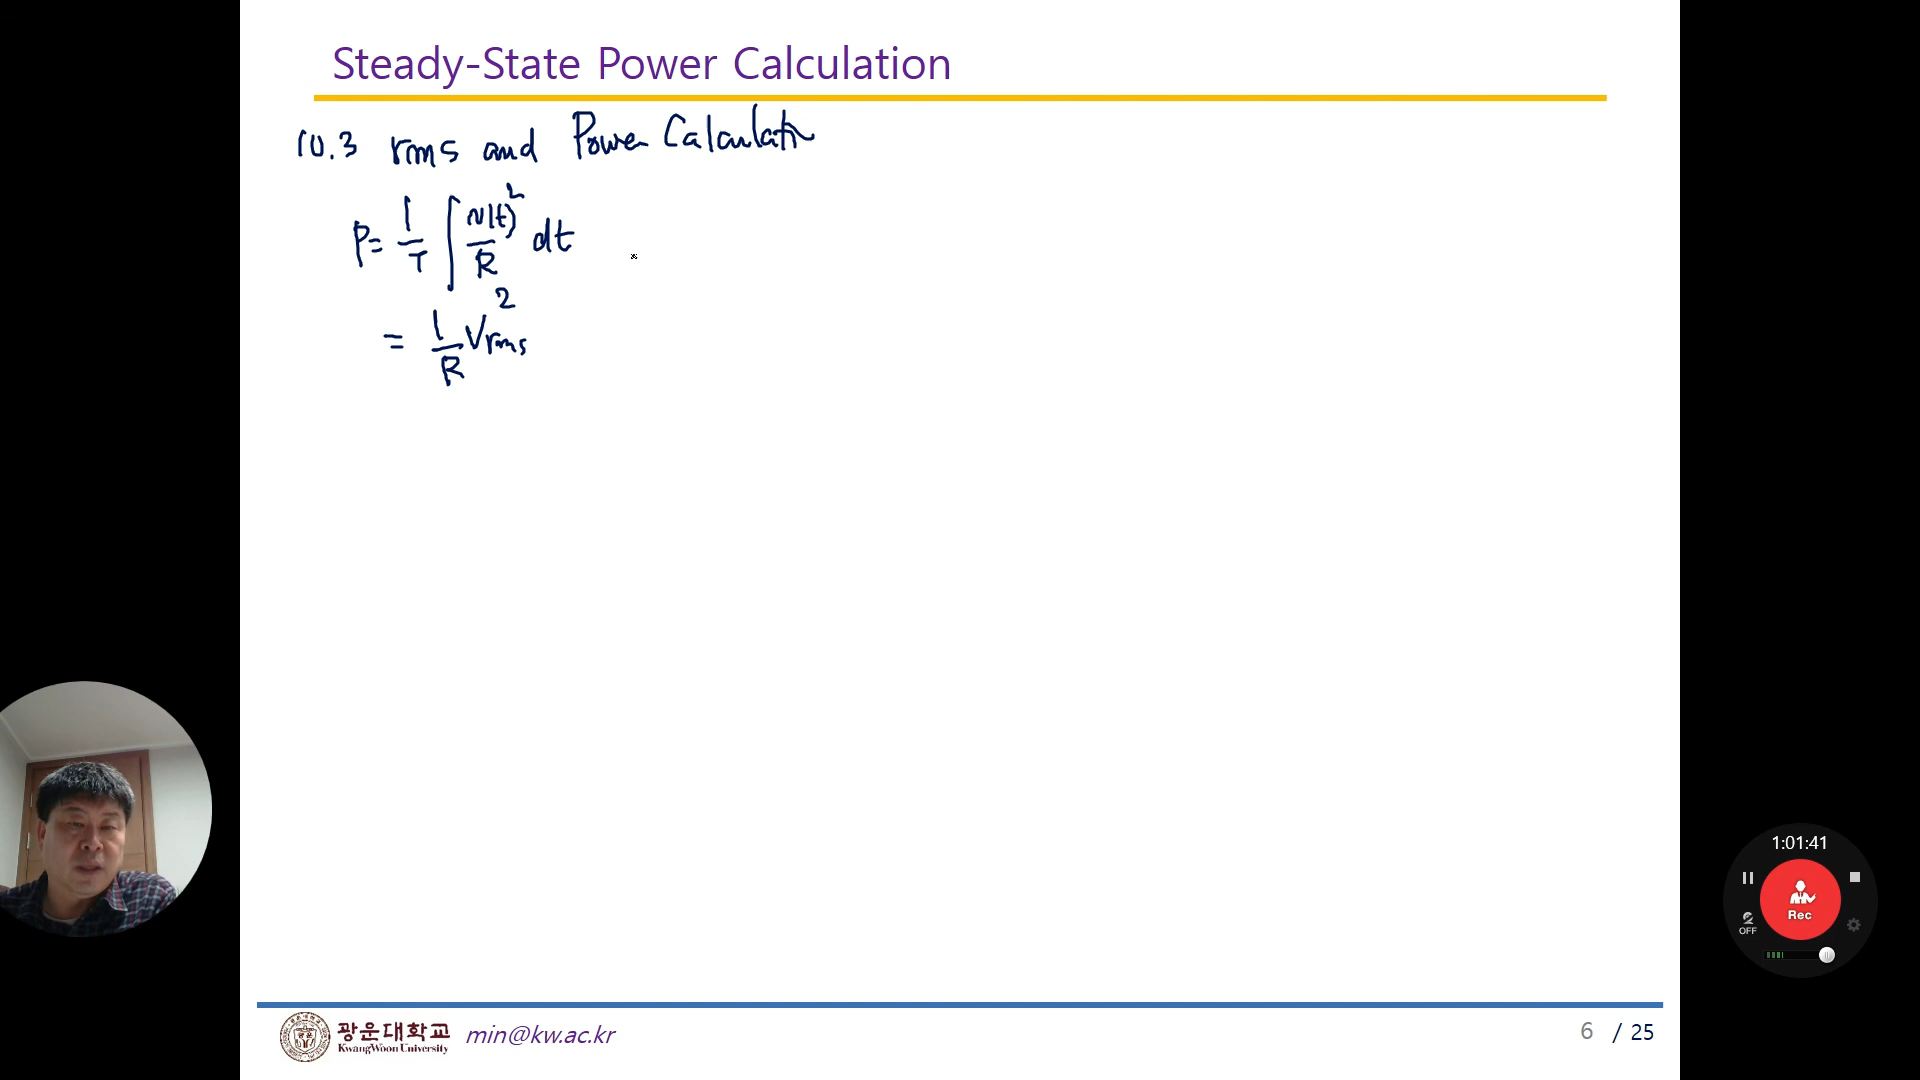 Steady-State Power Calculation
10.3 rms and Power Calculati
P= 1/T ∫ v(t)²/R dt
= 1/R Vrms²
1:01:41
Rec
OFF
광운대학교
KwangWoon University
min@kw.ac.kr
6 / 25